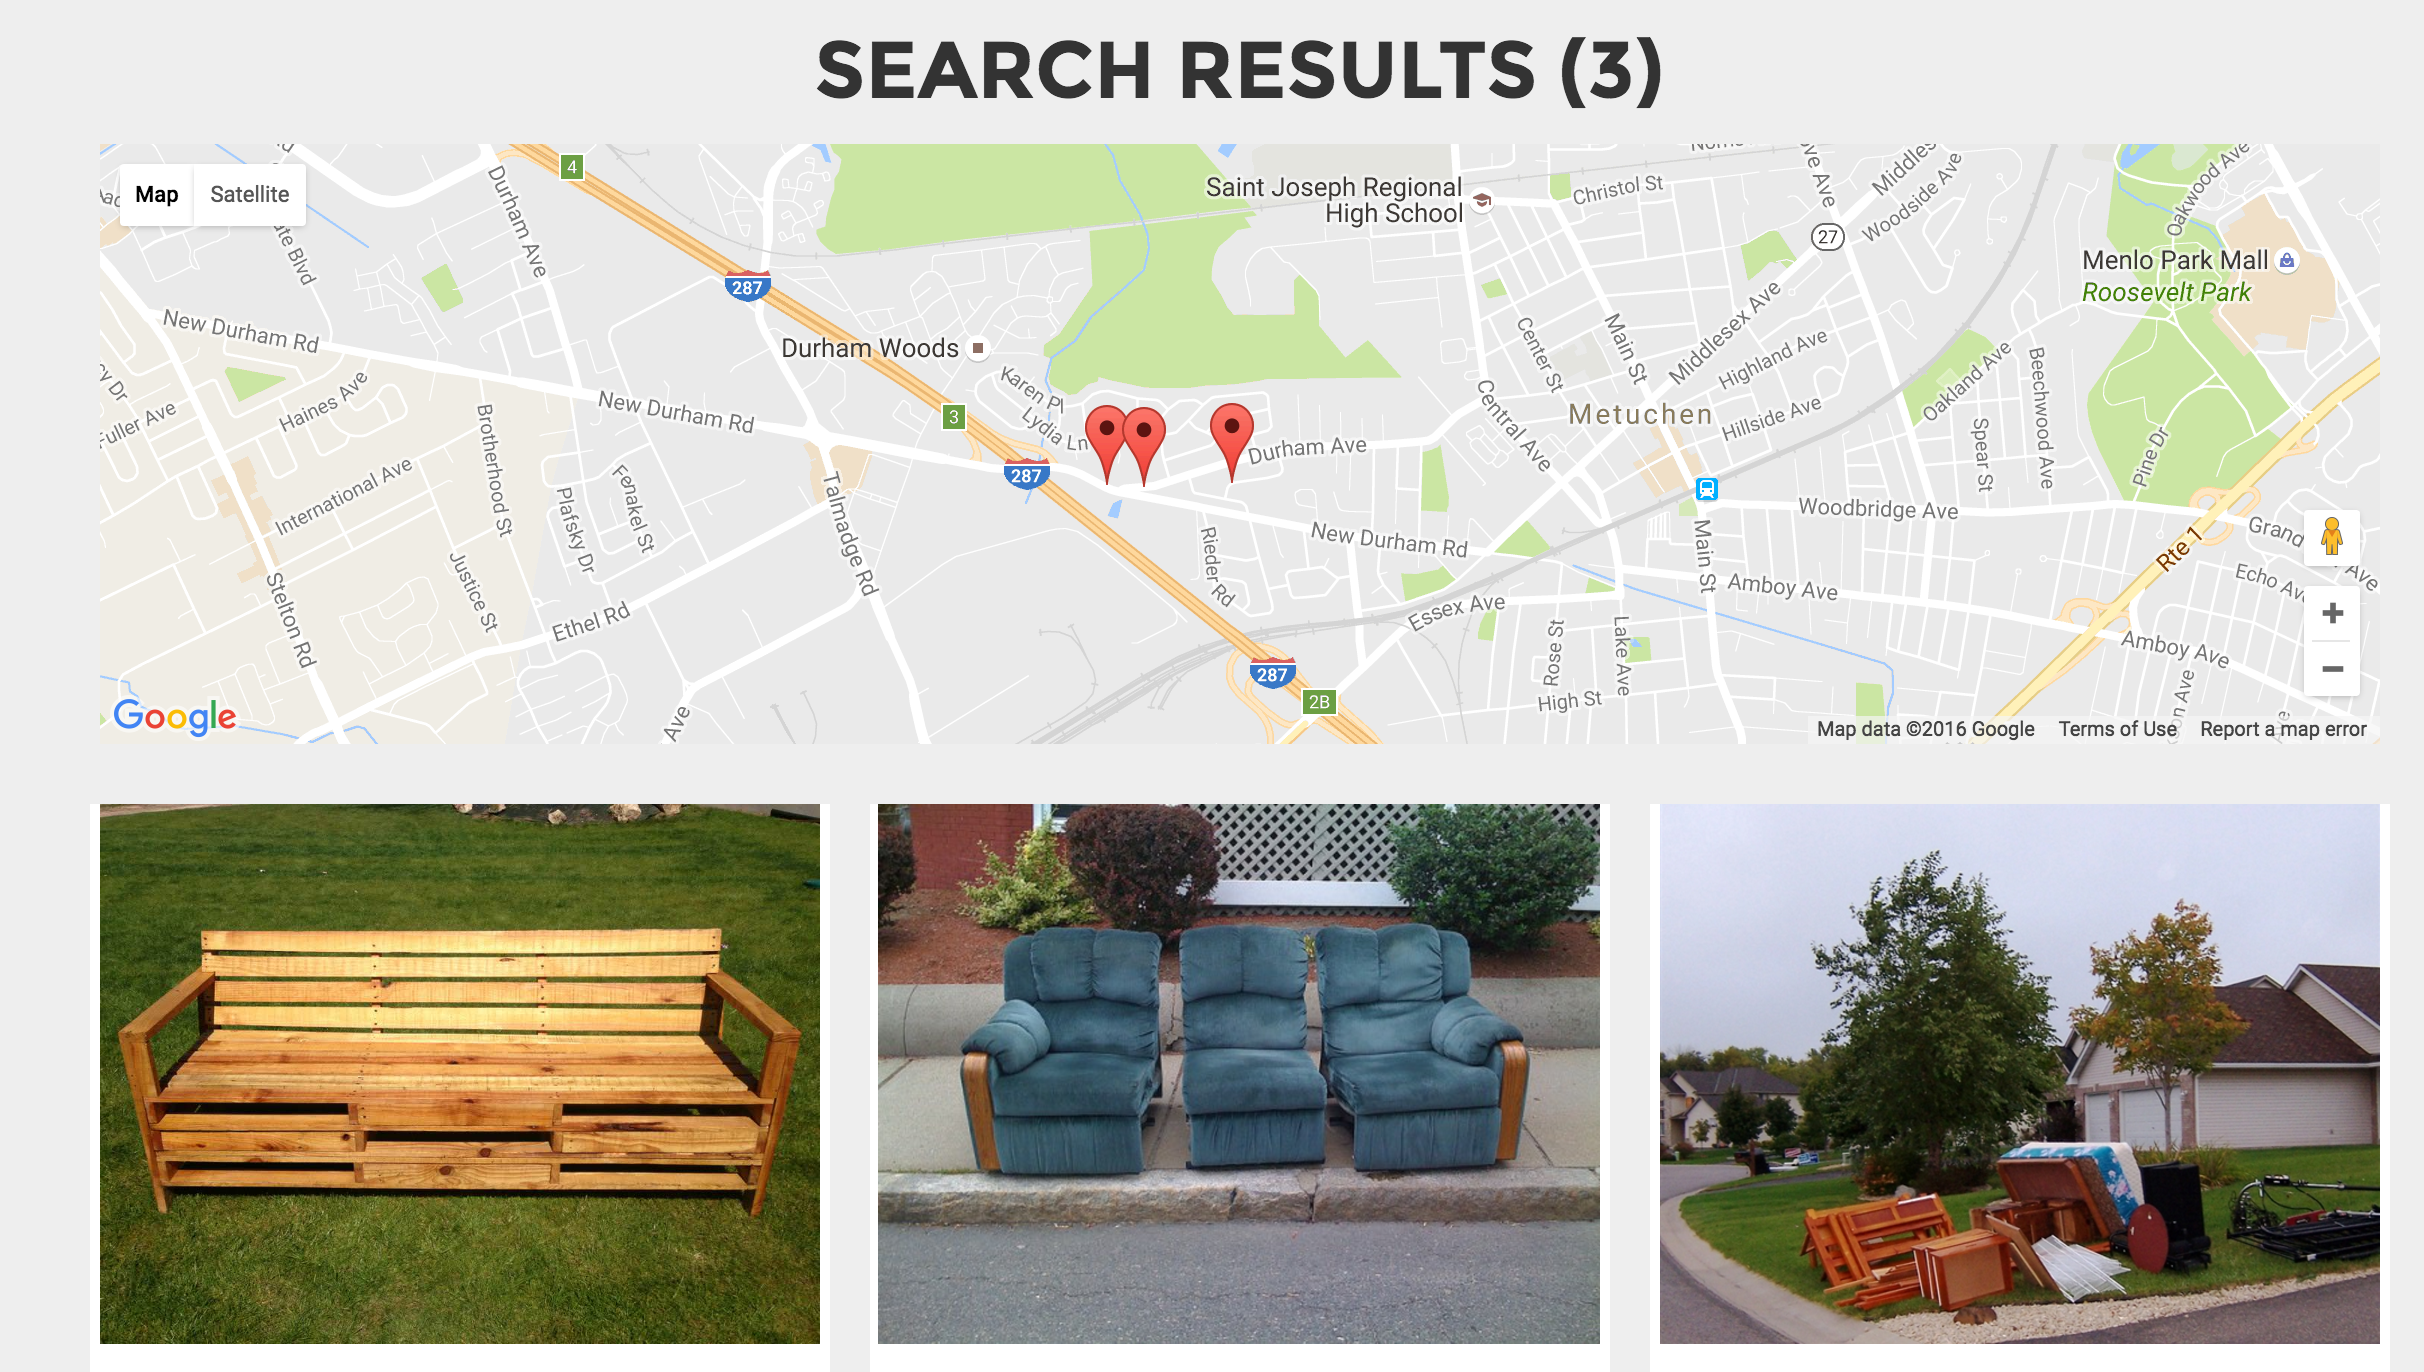 SEARCH RESULTS (3)
4
Map
Satellite
Durham Ave
Saint Joseph Regional
High School
Christol St
Middles
Woodside Ave
Oakwood Ave
27
Menlo Park Mall
Roosevelt Park
287
New Durham Rd
Durham Woods
Karen Pl
Lydia Ln
Center St
Main St
Middlesex Ave
Highland Ave
Hillside Ave
Oakland Ave
Beechwood Ave
Fuller Ave
Haines Ave
New Durham Rd
3
Metuchen
Central Ave
Durham Ave
Spear St
Pine Dr
International Ave
Brotherhood St
Plafsky Dr
Fenakel St
Talmadge Rd
287
Rieder Rd
New Durham Rd
Woodbridge Ave
Main St
Amboy Ave
Rte 1
Grand
Ave
Echo Ave
Stelton Rd
Justice St
Ethel Rd
Essex Ave
Rose St
Lake Ave
High St
Amboy Ave
287
2B
Ave
Google
Map data ©2016 Google
Terms of Use
Report a map error